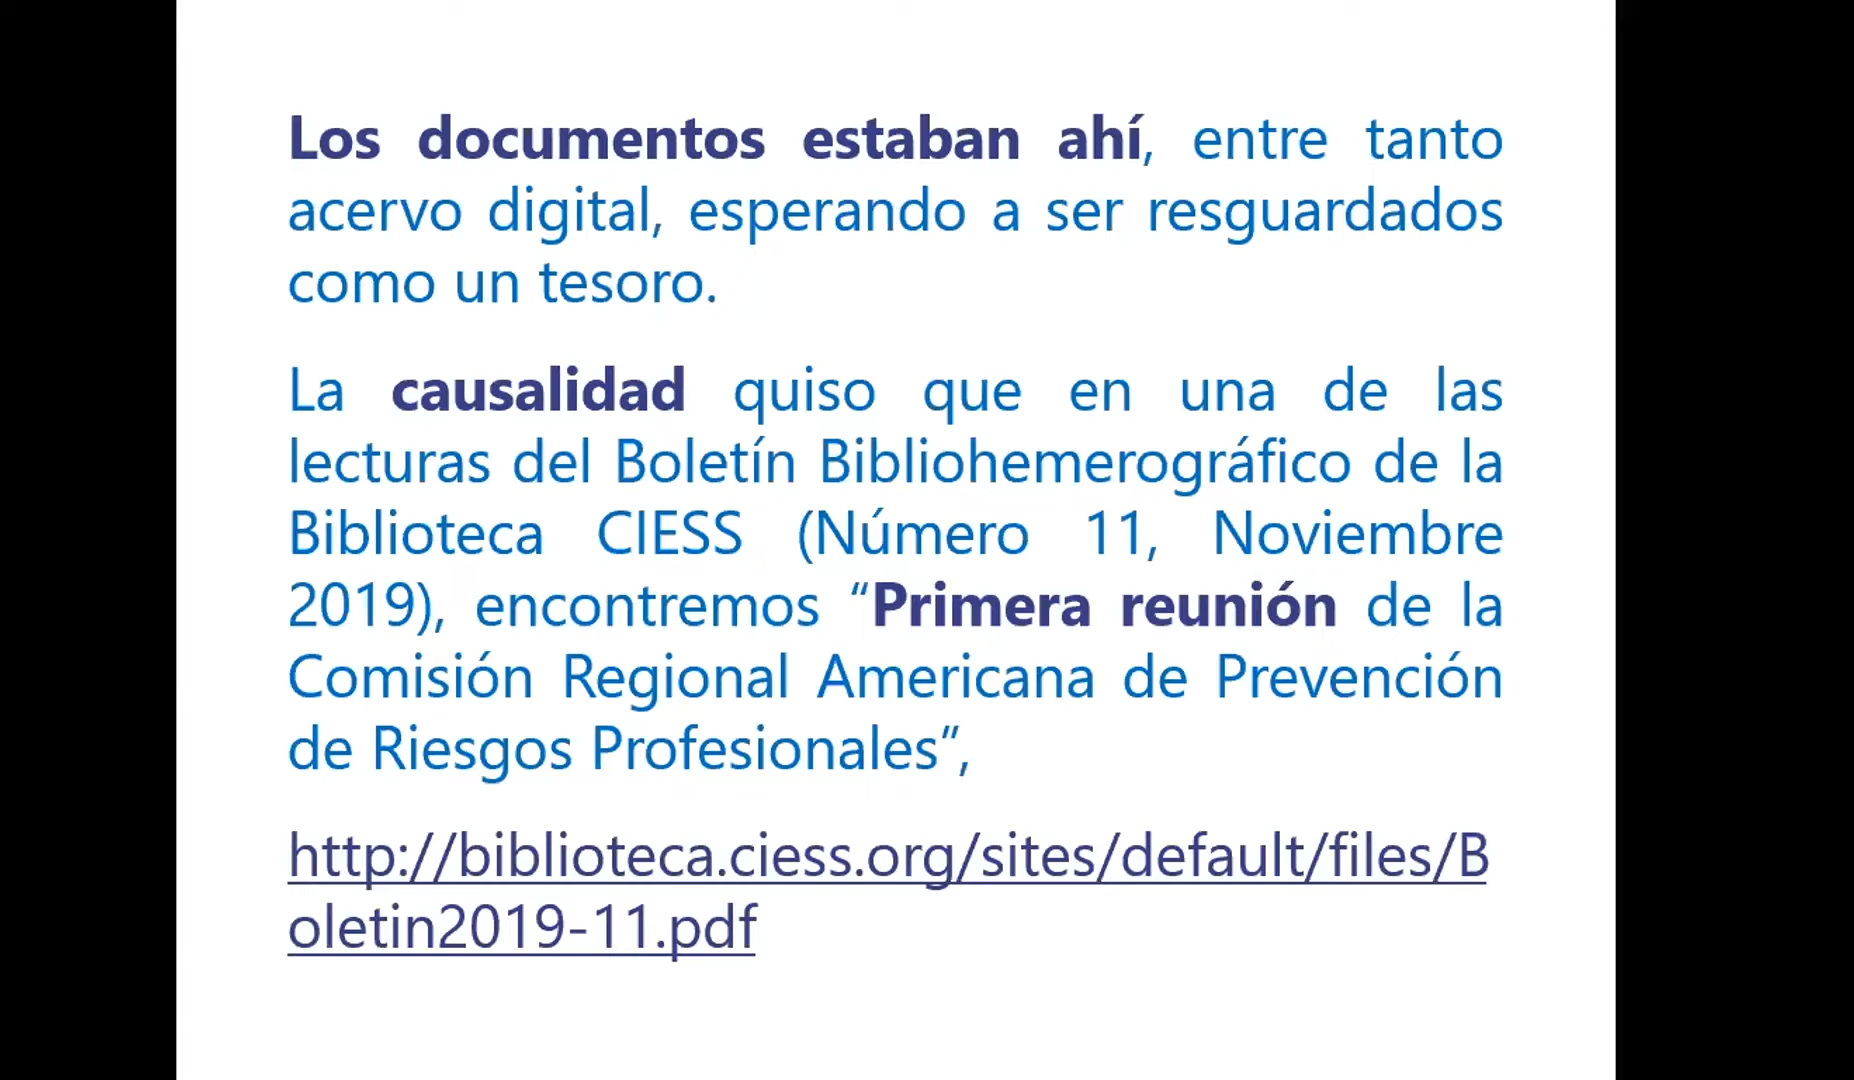 Los documentos estaban ahí, entre tanto
acervo digital, esperando a ser resguardados
como un tesoro.
La causalidad quiso que en una de las
lecturas del Boletín Bibliohemerográfico de la
Biblioteca CIESS (Número 11, Noviembre
2019), encontremos “Primera reunión de la
Comisión Regional Americana de Prevención
de Riesgos Profesionales”,
http://biblioteca.ciess.org/sites/default/files/B
oletin2019-11.pdf